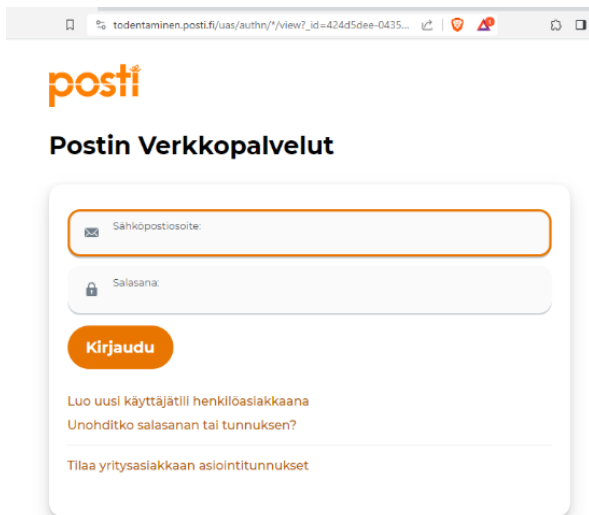 todentaminen.posti.fi/uas/authn/*/view?_id=424d5dee-0435...
posti
Postin Verkkopalvelut
Sähköpostiosoite:
Salasana:
Kirjaudu
Luo uusi käyttäjätili henkilöasiakkaana
Unohditko salasanan tai tunnuksen?
Tilaa yritysasiakkaan asiointitunnukset